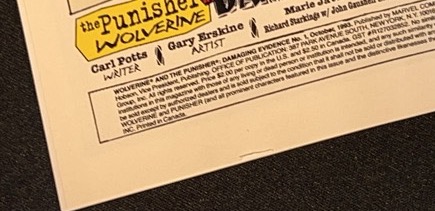 the Punisher
WOLVERINE
Carl Potts Gary Erskine Marie JA
WRITER ARTIST Richard Starkings w/ John Gaushell
WOLVERINE® AND THE PUNISHER®: DAMAGING EVIDENCE No. 1, October, 1993. Published by MARVEL COM
Hobson, Vice President, Publishing. OFFICE OF PUBLICATION: 387 PARK AVENUE SOUTH, NEW YORK, N.Y.
Group, Inc. All rights reserved. Price $2.00 per copy in the U.S. and $2.50 in Canada. GST #R127032852. No simi
institutions in this magazine with those of any living or dead person or institution is intended, and any such similarity
be sold except by authorized dealers and is sold subject to the condition that it shall not be sold or distributed with
WOLVERINE and PUNISHER (and all prominent characters featured in this issue and the distinctive likenesses
INC. Printed in Canada.